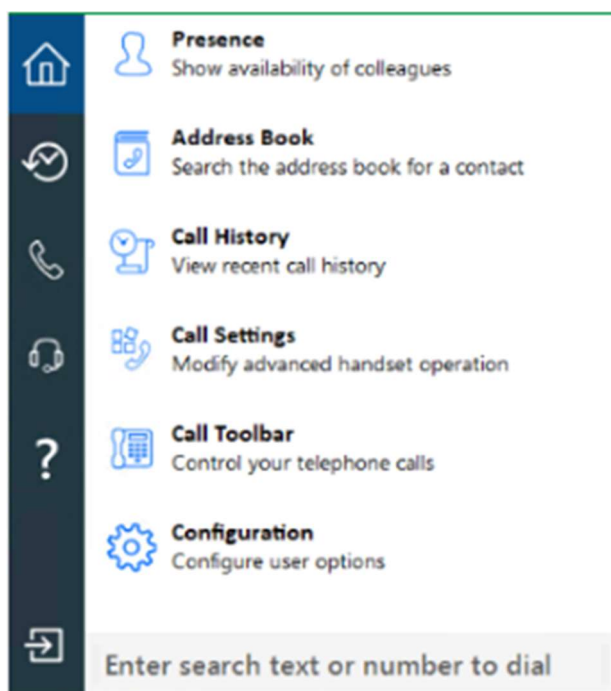 Presence
Show availability of colleagues
Address Book
Search the address book for a contact
Call History
View recent call history
Call Settings
Modify advanced handset operation
?
Call Toolbar
Control your telephone calls
Configuration
Configure user options
Enter search text or number to dial